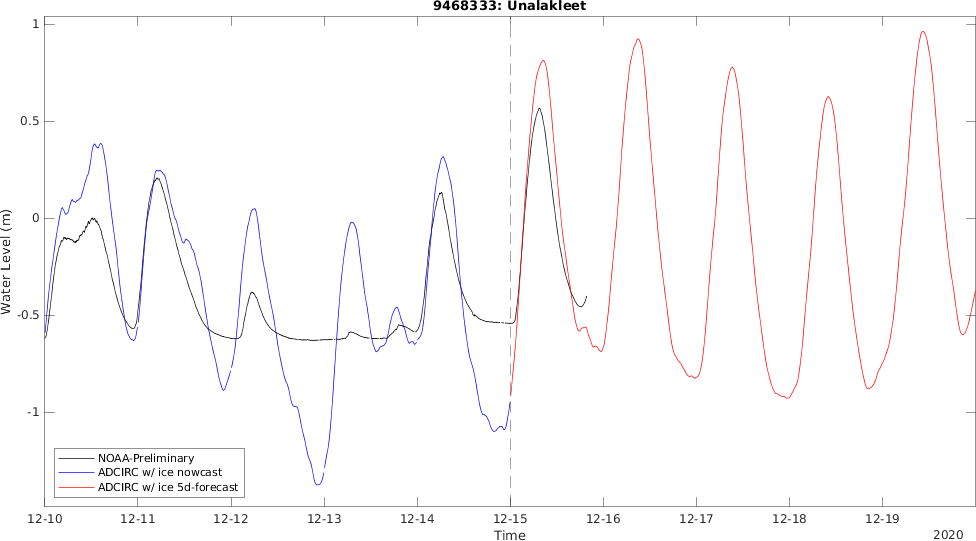 9468333: Unalakleet
1
0.5
0
-0.5
-1
Water Level (m)
NOAA-Preliminary
ADCIRC w/ ice nowcast
ADCIRC w/ ice 5d-forecast
12-10 12-11 12-12 12-13 12-14 12-15 12-16 12-17 12-18 12-19
Time
2020